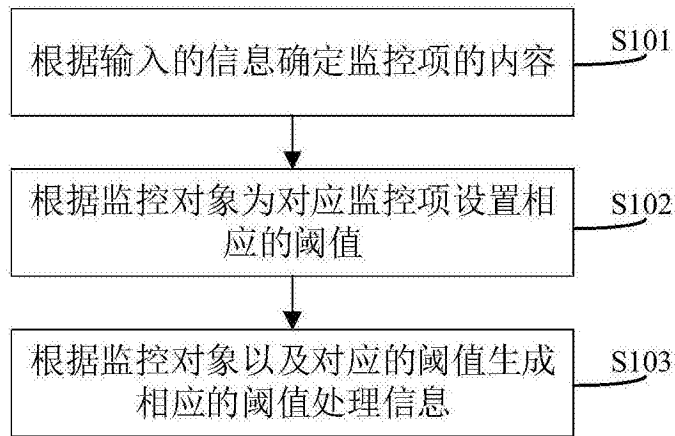 根据输入的信息确定监控项的内容
S101
根据监控对象为对应监控项设置相
应的阈值
S102
根据监控对象以及对应的阈值生成
相应的阈值处理信息
S103